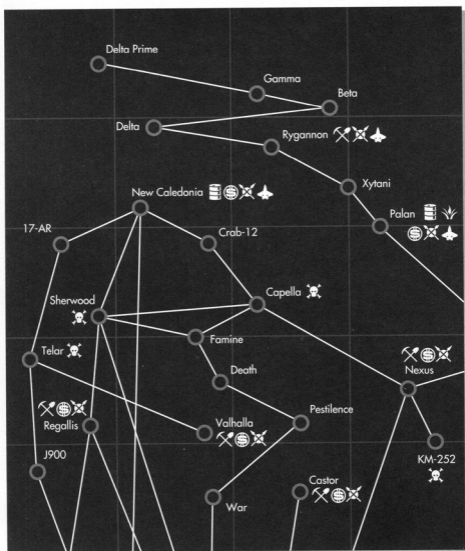 Delta Prime
Gamma
Beta
Delta
Rygannon
Xytani
New Caledonia
Palan
17-AR
Crab-12
Sherwood
Capella
Famine
Telar
Nexus
Death
Regallis
Valhalla
Pestilence
J900
KM-252
Castor
War